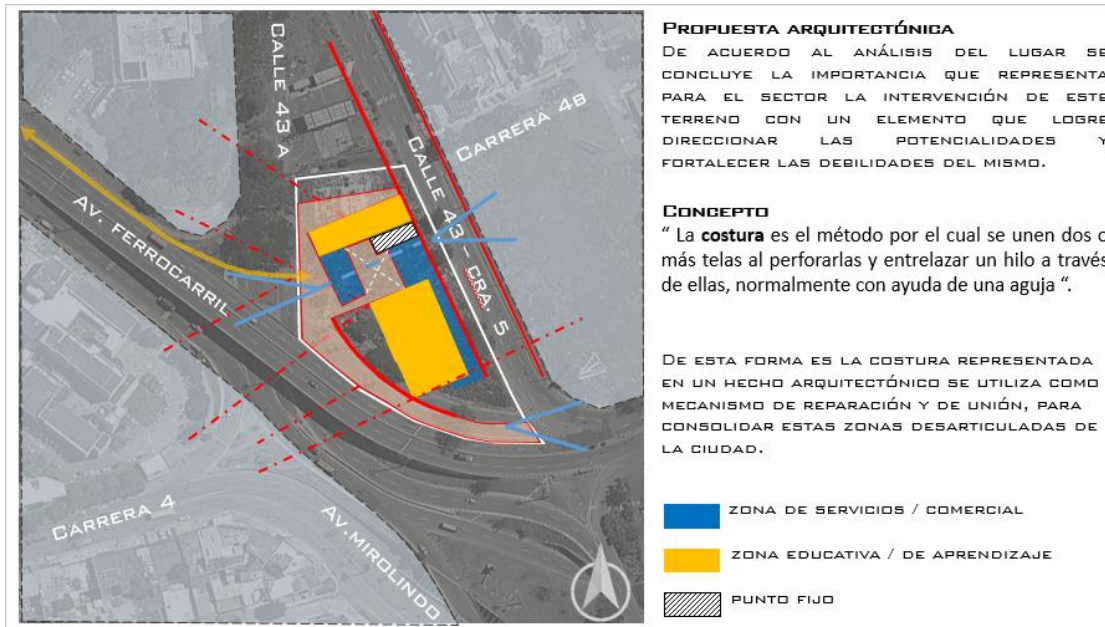 CALLE 43 A
CARRERA 4B
CALLE 43 – CRA. 5
AV. FERROCARRIL
CARRERA 4
AV. MIROLINDO
PROPUESTA ARQUITECTÓNICA
DE ACUERDO AL ANÁLISIS DEL LUGAR SE
CONCLUYE LA IMPORTANCIA QUE REPRESENTA
PARA EL SECTOR LA INTERVENCIÓN DE ESTE
TERRENO CON UN ELEMENTO QUE LOGRE
DIRECCIONAR LAS POTENCIALIDADES Y
FORTALECER LAS DEBILIDADES DEL MISMO.
CONCEPTO
“ La costura es el método por el cual se unen dos o
más telas al perforarlas y entrelazar un hilo a través
de ellas, normalmente con ayuda de una aguja “.
DE ESTA FORMA ES LA COSTURA REPRESENTADA
EN UN HECHO ARQUITECTÓNICO SE UTILIZA COMO
MECANISMO DE REPARACIÓN Y DE UNIÓN, PARA
CONSOLIDAR ESTAS ZONAS DESARTICULADAS DE
LA CIUDAD.
ZONA DE SERVICIOS / COMERCIAL
ZONA EDUCATIVA / DE APRENDIZAJE
PUNTO FIJO